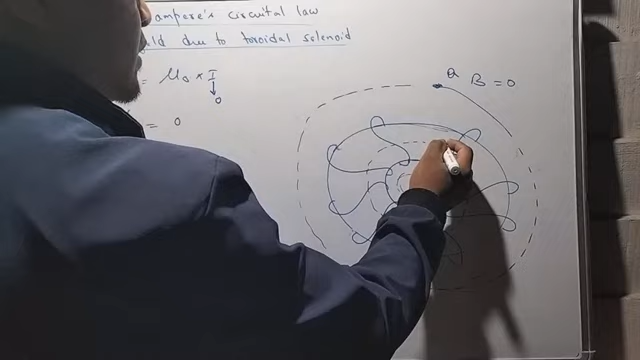 ampere's circuital law
ld due to toroidal solenoid
= μ₀ × I
↓
0
= 0
a B = 0